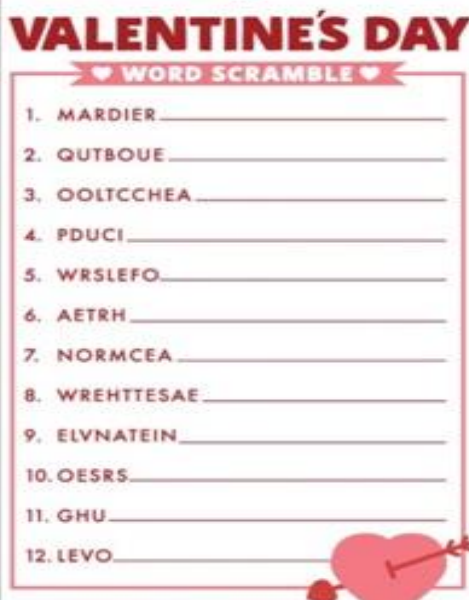 VALENTINE'S DAY
WORD SCRAMBLE
1. MARDIER
2. QUTBOUE
3. OOLTCCHEA
4. PDUCI
5. WRSLEFO
6. AETRH
7. NORMCEA
8. WREHTTESAE
9. ELVNATEIN
10. OESRS
11. GHU
12. LEVO